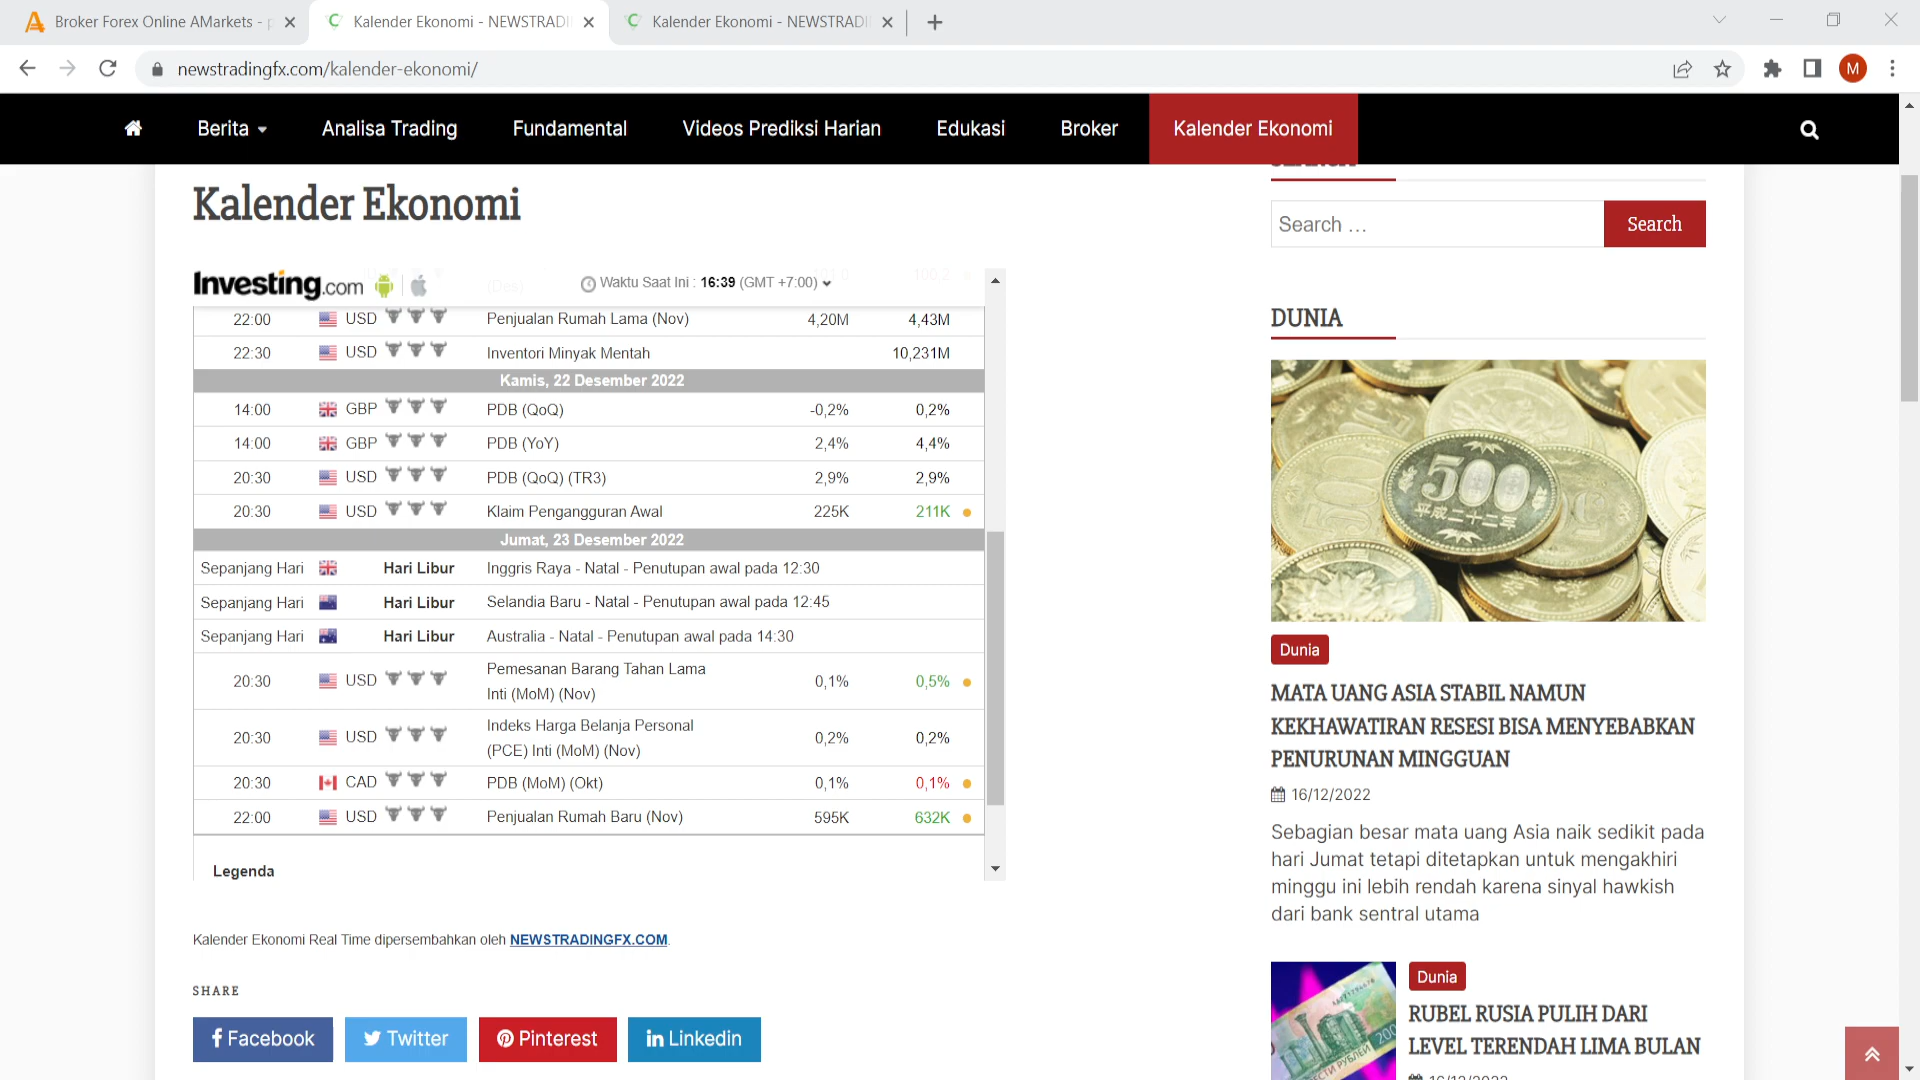 Broker Forex Online AMarkets -
Kalender Ekonomi - NEWSTRADI
Kalender Ekonomi - NEWSTRADI
newstradingfx.com/kalender-ekonomi/
M
Berita
Analisa Trading
Fundamental
Videos Prediksi Harian
Edukasi
Broker
Kalender Ekonomi
Kalender Ekonomi
Investing.com
Waktu Saat Ini : 16:39 (GMT +7:00)
22:00 USD Penjualan Rumah Lama (Nov) 4,20M 4,43M
22:30 USD Inventori Minyak Mentah 10,231M
Kamis, 22 Desember 2022
14:00 GBP PDB (QoQ) -0,2% 0,2%
14:00 GBP PDB (YoY) 2,4% 4,4%
20:30 USD PDB (QoQ) (TR3) 2,9% 2,9%
20:30 USD Klaim Pengangguran Awal 225K 211K
Jumat, 23 Desember 2022
Sepanjang Hari Hari Libur Inggris Raya - Natal - Penutupan awal pada 12:30
Sepanjang Hari Hari Libur Selandia Baru - Natal - Penutupan awal pada 12:45
Sepanjang Hari Hari Libur Australia - Natal - Penutupan awal pada 14:30
20:30 USD Pemesanan Barang Tahan Lama
Inti (MoM) (Nov) 0,1% 0,5%
20:30 USD Indeks Harga Belanja Personal
(PCE) Inti (MoM) (Nov) 0,2% 0,2%
20:30 CAD PDB (MoM) (Okt) 0,1% 0,1%
22:00 USD Penjualan Rumah Baru (Nov) 595K 632K
Legenda
Kalender Ekonomi Real Time dipersembahkan oleh NEWSTRADINGFX.COM.
SHARE
Facebook
Twitter
Pinterest
Linkedin
Search …
Search
DUNIA
500
平成二十二年
Dunia
MATA UANG ASIA STABIL NAMUN
KEKHAWATIRAN RESESI BISA MENYEBABKAN
PENURUNAN MINGGUAN
16/12/2022
Sebagian besar mata uang Asia naik sedikit pada
hari Jumat tetapi ditetapkan untuk mengakhiri
minggu ini lebih rendah karena sinyal hawkish
dari bank sentral utama
Dunia
RUBEL RUSIA PULIH DARI
LEVEL TERENDAH LIMA BULAN